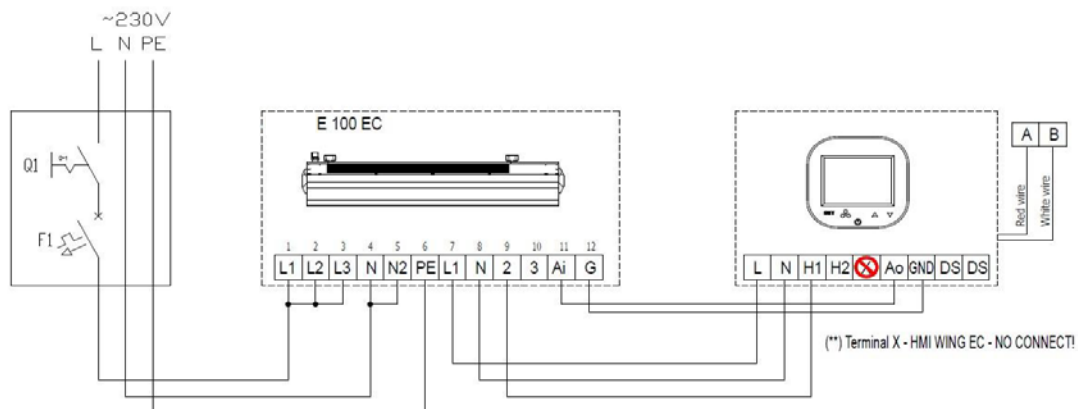 ~230V
L N PE
Q1
F1
E 100 EC
1 2 3 4 5 6 7 8 9 10 11 12
L1 L2 L3 N N2 PE L1 N 2 3 Ai G
SET
L N H1 H2 X Ao GND DS DS
A B
Red wire
White wire
(**) Terminal X - HMI WING EC - NO CONNECT!